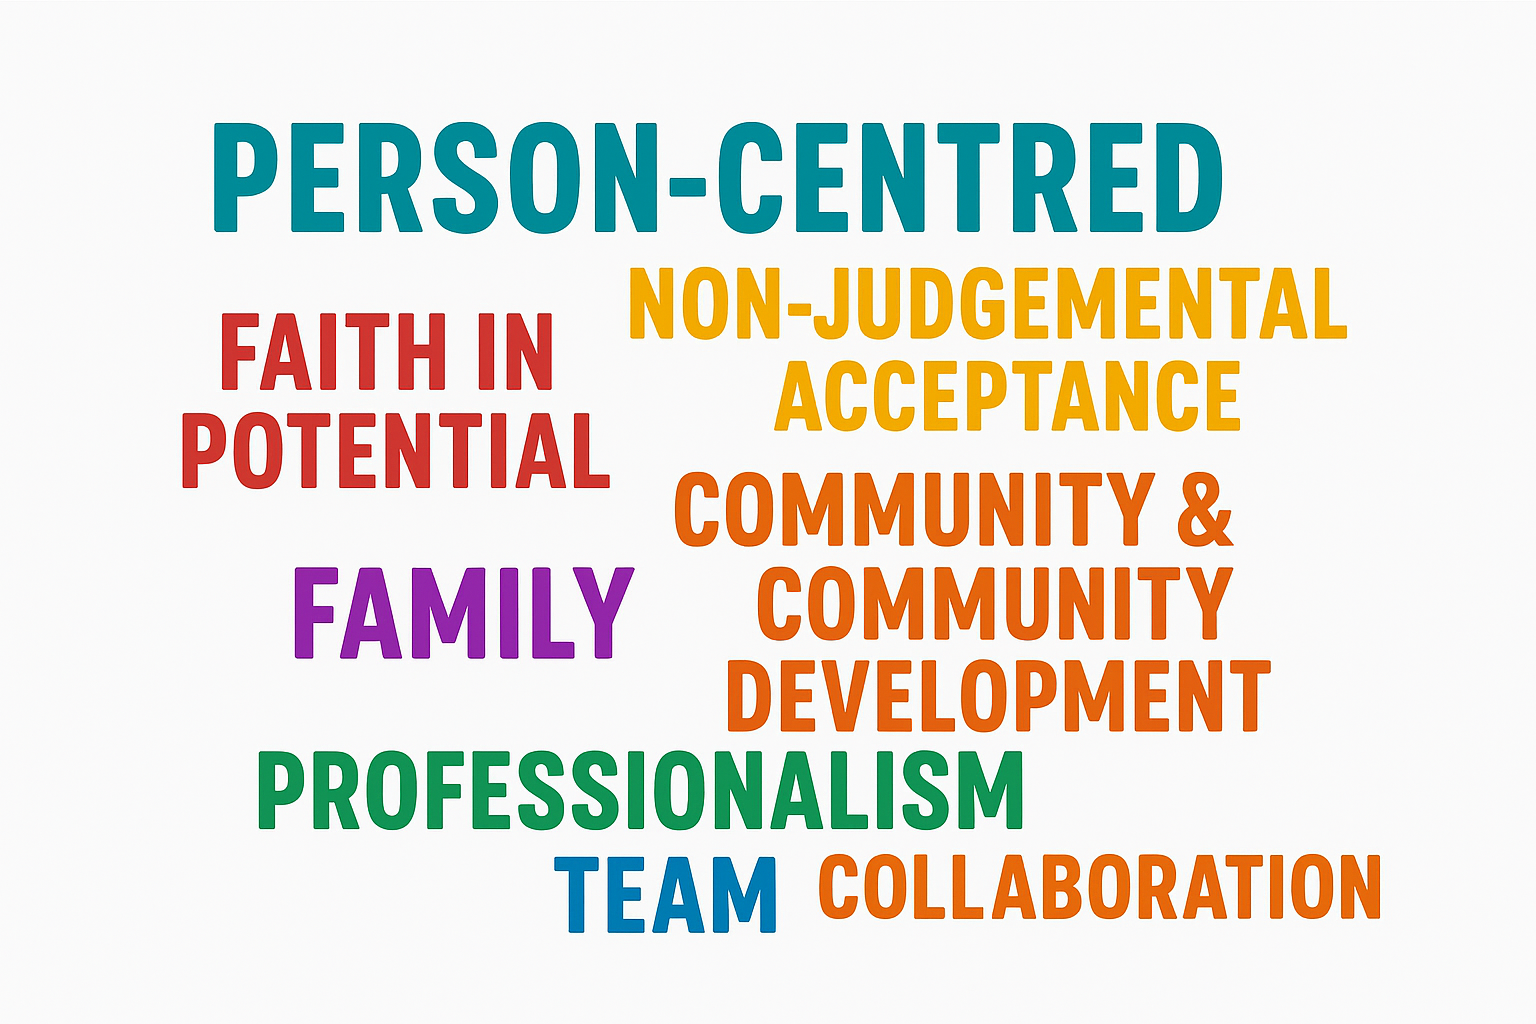 PERSON-CENTRED
NON-JUDGEMENTAL
ACCEPTANCE
FAITH IN
POTENTIAL
COMMUNITY &
COMMUNITY
DEVELOPMENT
FAMILY
PROFESSIONALISM
TEAM
COLLABORATION